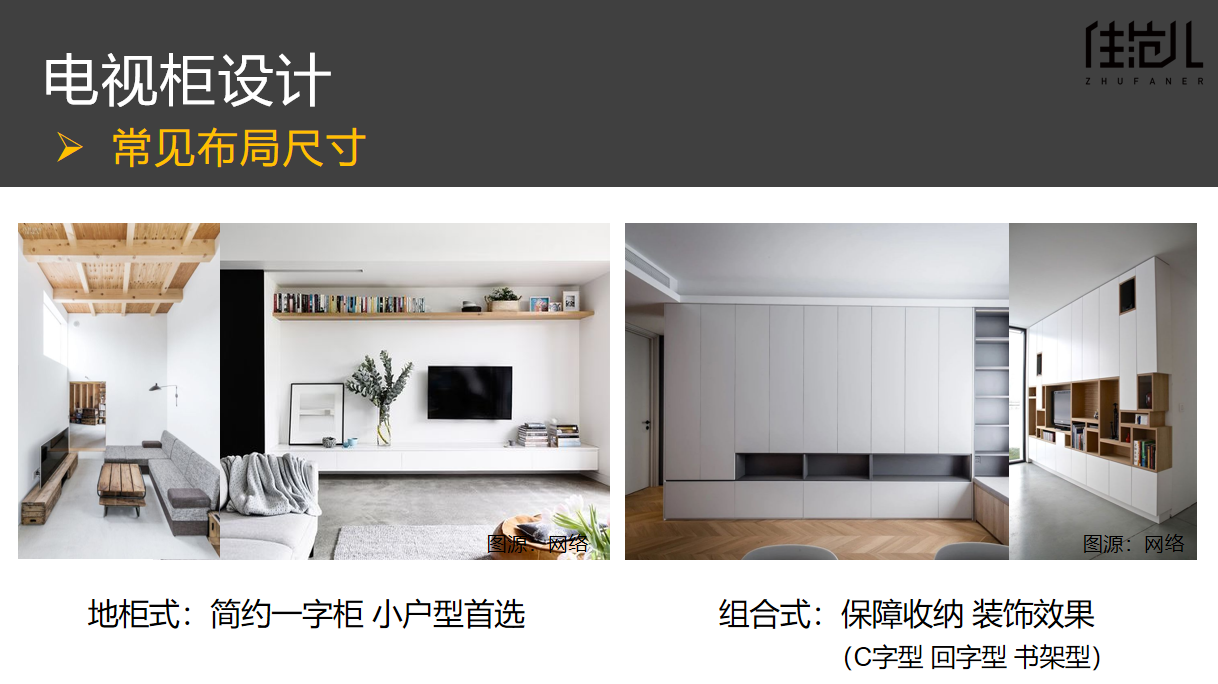 住范儿
ZHUFANER
电视柜设计
➢ 常见布局尺寸
图源：网络
图源：网络
地柜式：简约一字柜 小户型首选
组合式：保障收纳 装饰效果
（C字型 回字型 书架型）